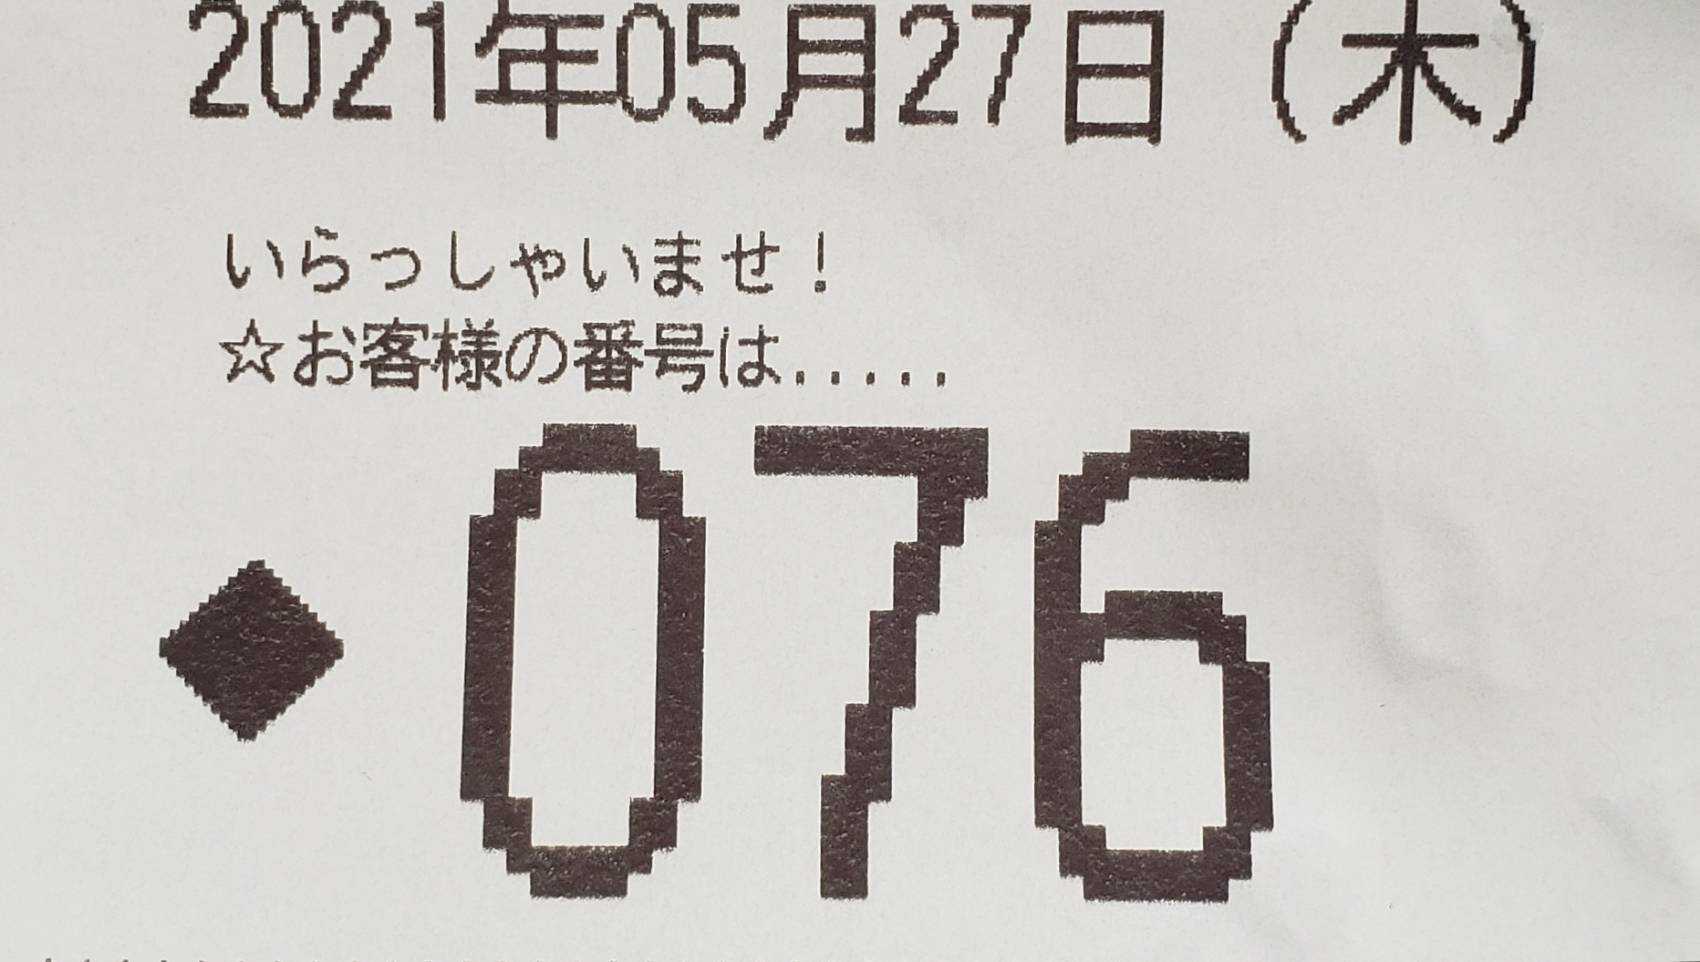 2021年05月27日 (木)
いらっしゃいませ！
☆お客様の番号は.....
◆076